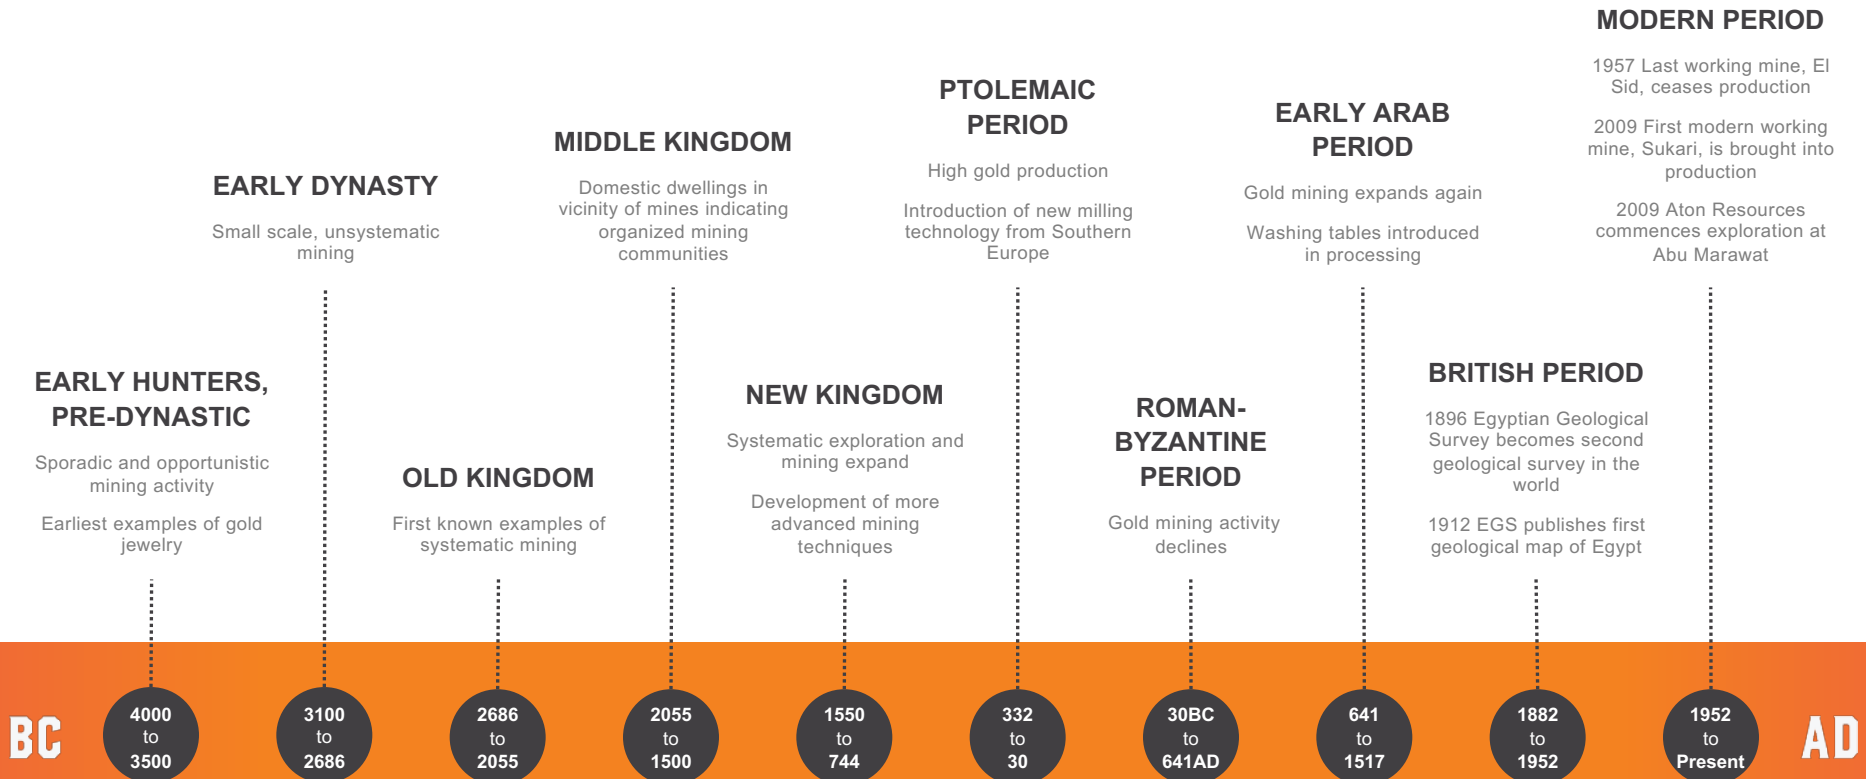 EARLY HUNTERS,
PRE-DYNASTIC
Sporadic and opportunistic
mining activity
Earliest examples of gold
jewelry
EARLY DYNASTY
Small scale, unsystematic
mining
OLD KINGDOM
First known examples of
systematic mining
MIDDLE KINGDOM
Domestic dwellings in
vicinity of mines indicating
organized mining
communities
NEW KINGDOM
Systematic exploration and
mining expand
Development of more
advanced mining
techniques
PTOLEMAIC
PERIOD
High gold production
Introduction of new milling
technology from Southern
Europe
ROMAN-
BYZANTINE
PERIOD
Gold mining activity
declines
EARLY ARAB
PERIOD
Gold mining expands again
Washing tables introduced
in processing
BRITISH PERIOD
1896 Egyptian Geological
Survey becomes second
geological survey in the
world
1912 EGS publishes first
geological map of Egypt
MODERN PERIOD
1957 Last working mine, El
Sid, ceases production
2009 First modern working
mine, Sukari, is brought into
production
2009 Aton Resources
commences exploration at
Abu Marawat
BC
4000
to
3500
3100
to
2686
2686
to
2055
2055
to
1500
1550
to
744
332
to
30
30BC
to
641AD
641
to
1517
1882
to
1952
1952
to
Present
AD